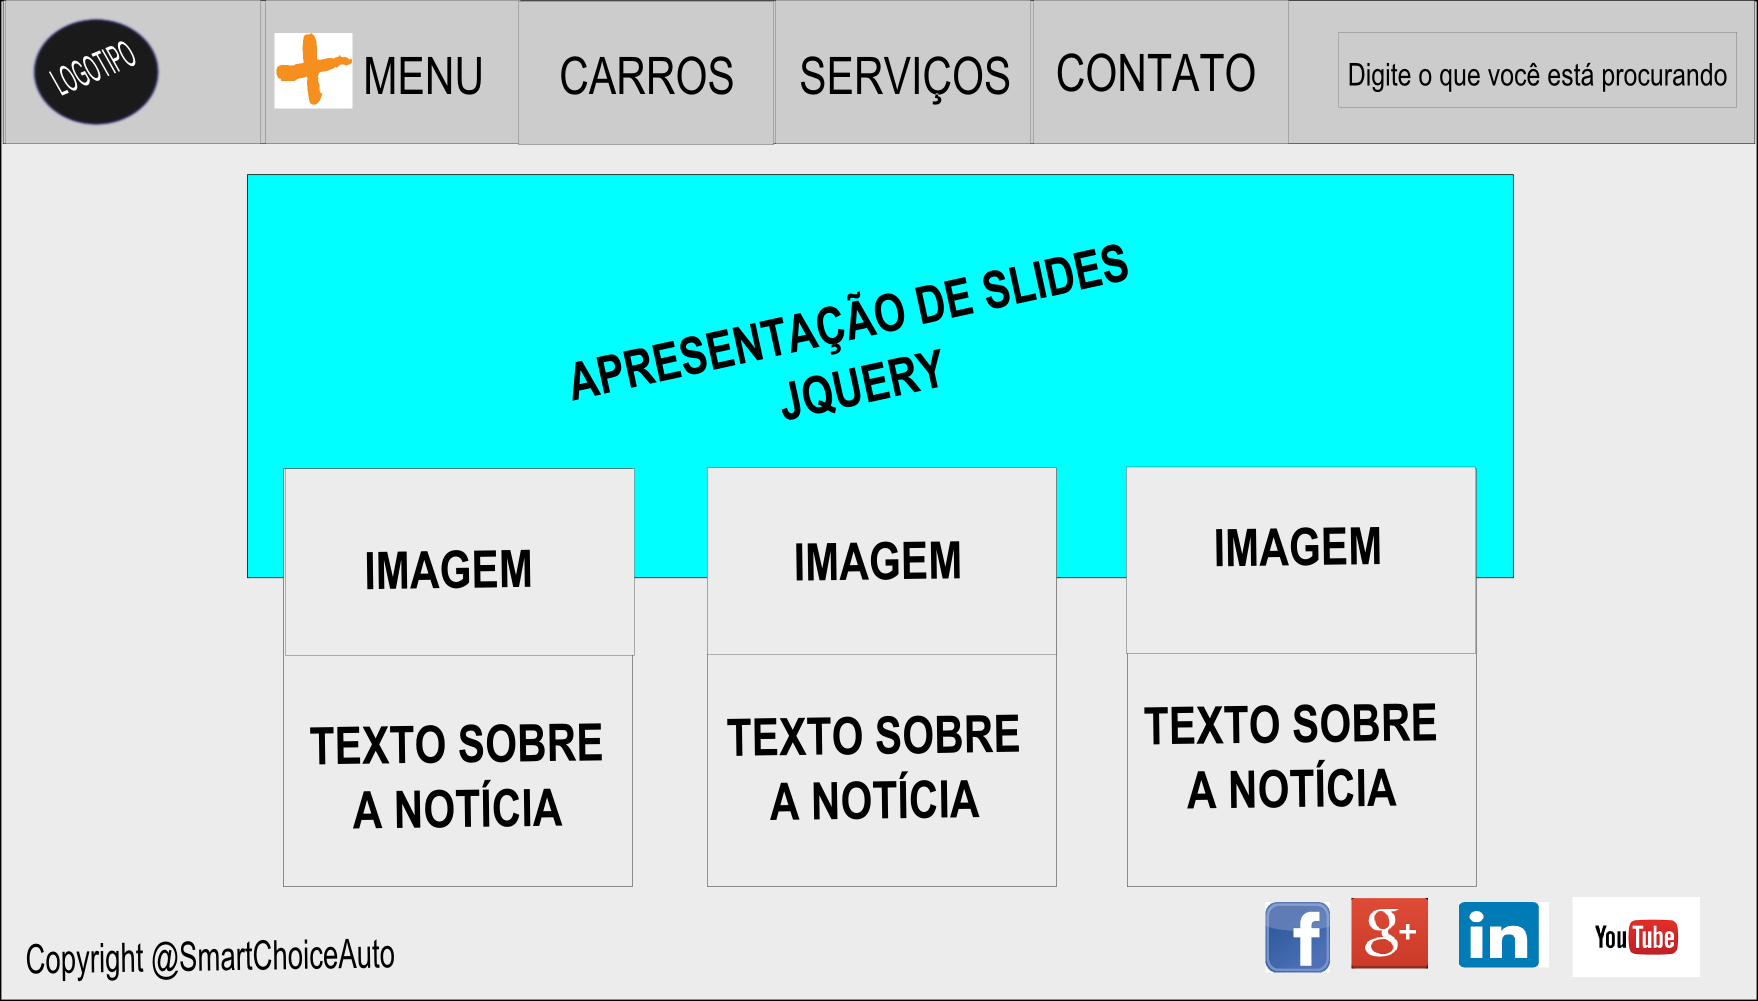 LOGOTIPO
MENU
CARROS
SERVIÇOS
CONTATO
Digite o que você está procurando
APRESENTAÇÃO DE SLIDES
JQUERY
IMAGEM
IMAGEM
IMAGEM
TEXTO SOBRE
A NOTÍCIA
TEXTO SOBRE
A NOTÍCIA
TEXTO SOBRE
A NOTÍCIA
Copyright @SmartChoiceAuto
f
g+
in
YouTube